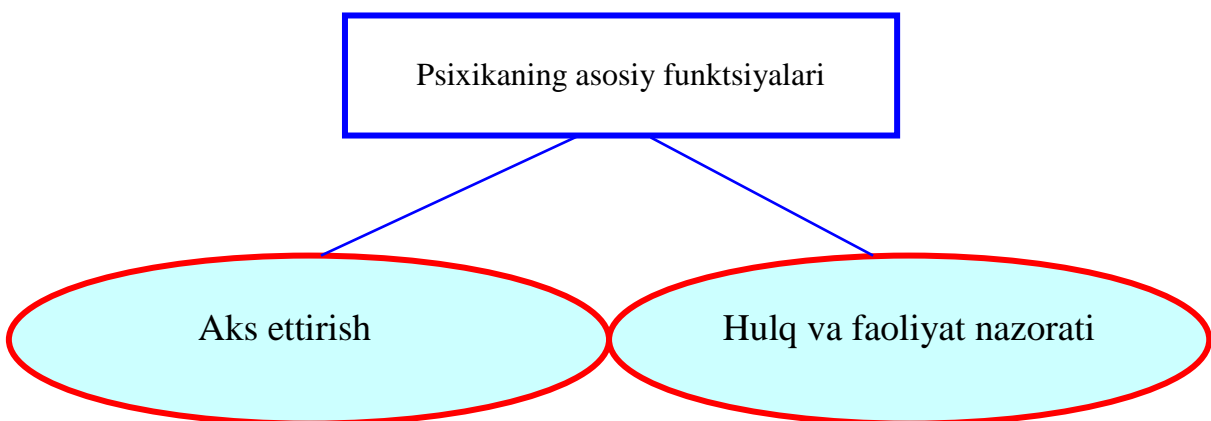 Psixikaning asosiy funktsiyalari
Aks ettirish
Hulq va faoliyat nazorati